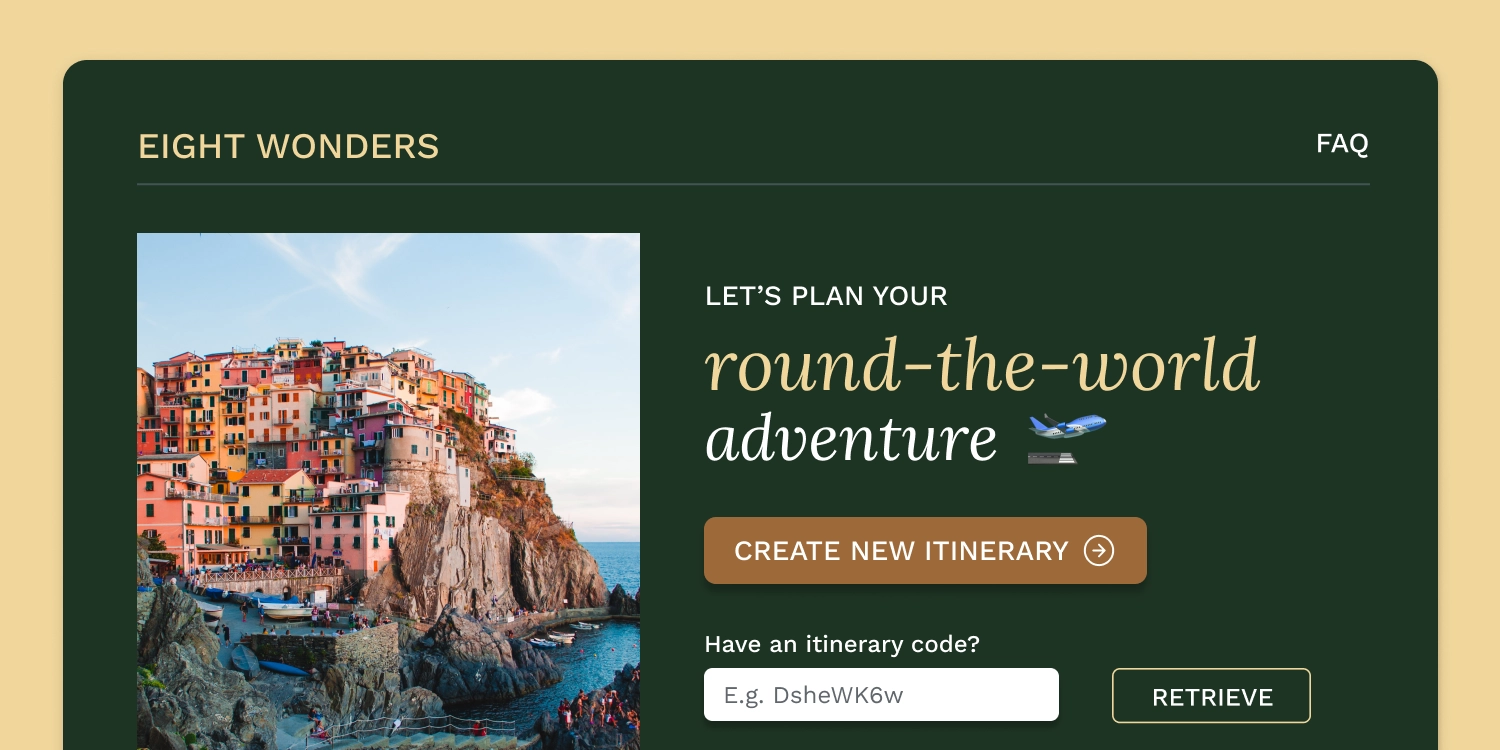 EIGHT WONDERS
FAQ
LET’S PLAN YOUR
round-the-world
adventure
CREATE NEW ITINERARY
Have an itinerary code?
E.g. DsheWK6w
RETRIEVE